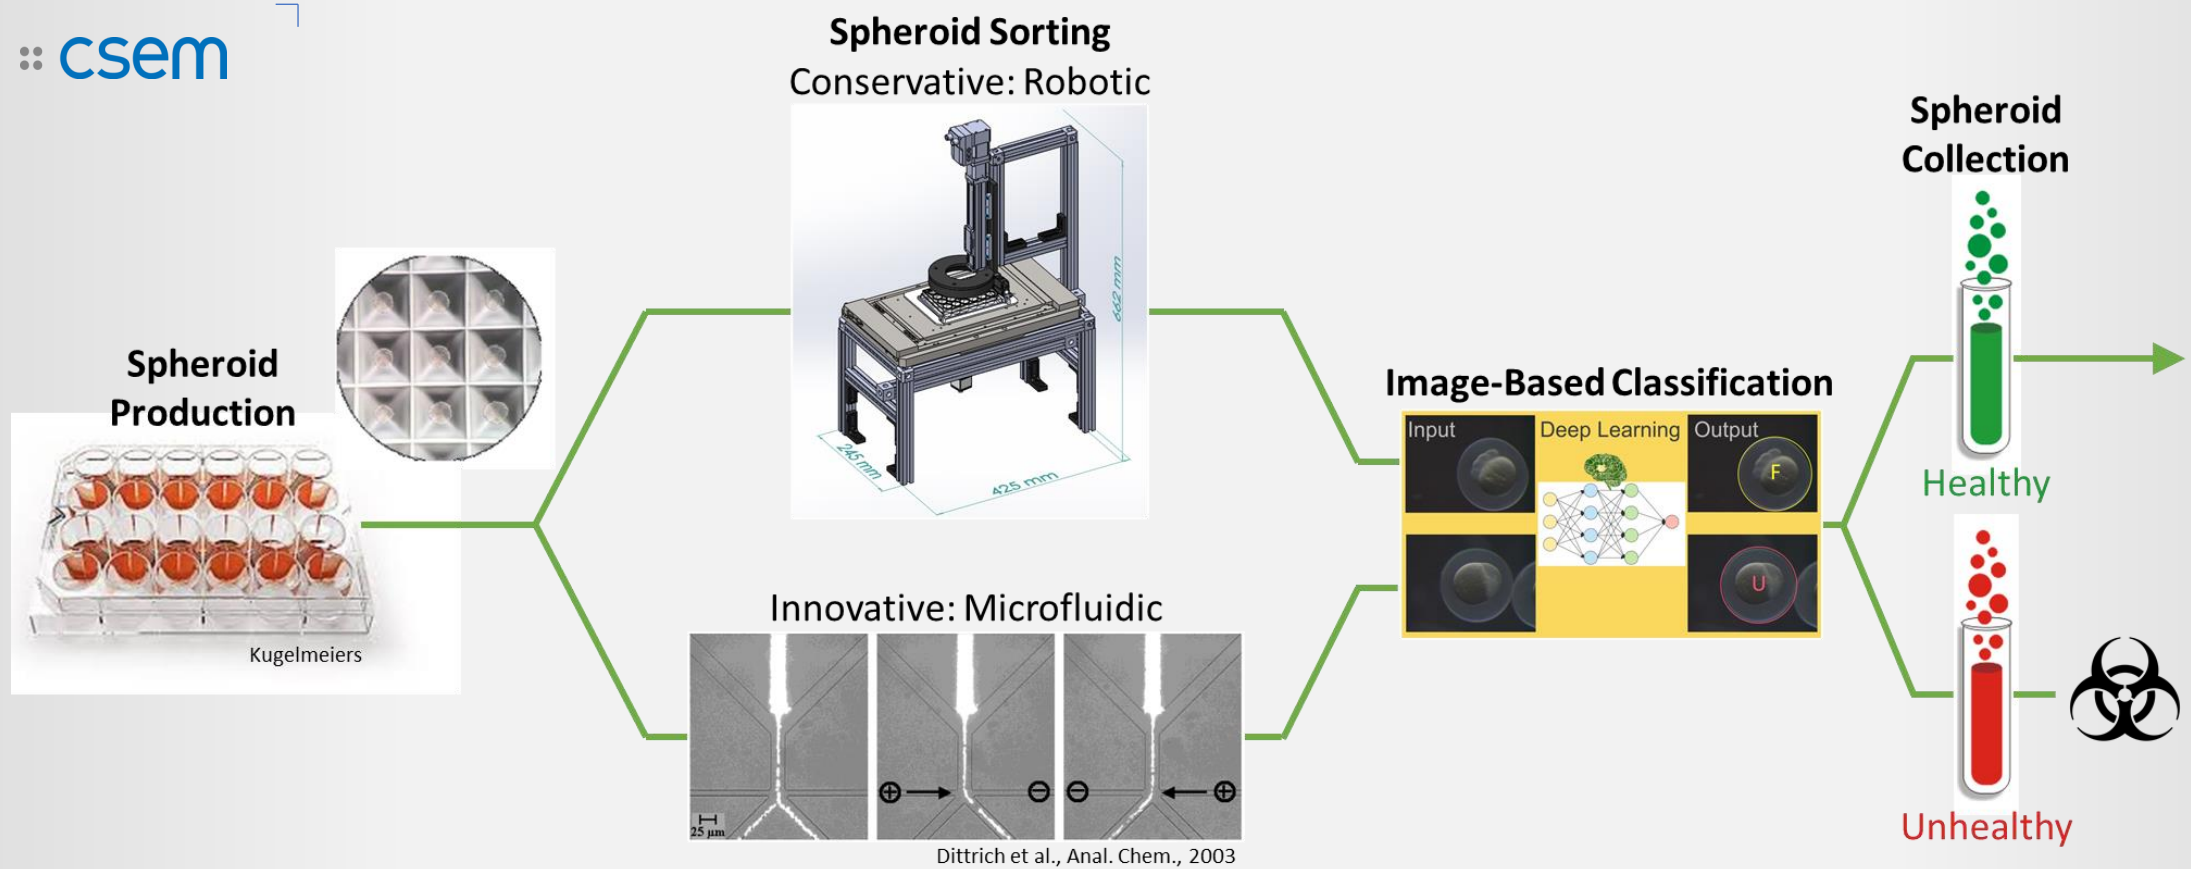 csem
Spheroid Sorting
Conservative: Robotic
662 mm
245 mm
425 mm
Spheroid
Production
Kugelmeiers
Innovative: Microfluidic
25 µm
Dittrich et al., Anal. Chem., 2003
Image-Based Classification
Input
Deep Learning
Output
F
U
Spheroid
Collection
Healthy
Unhealthy